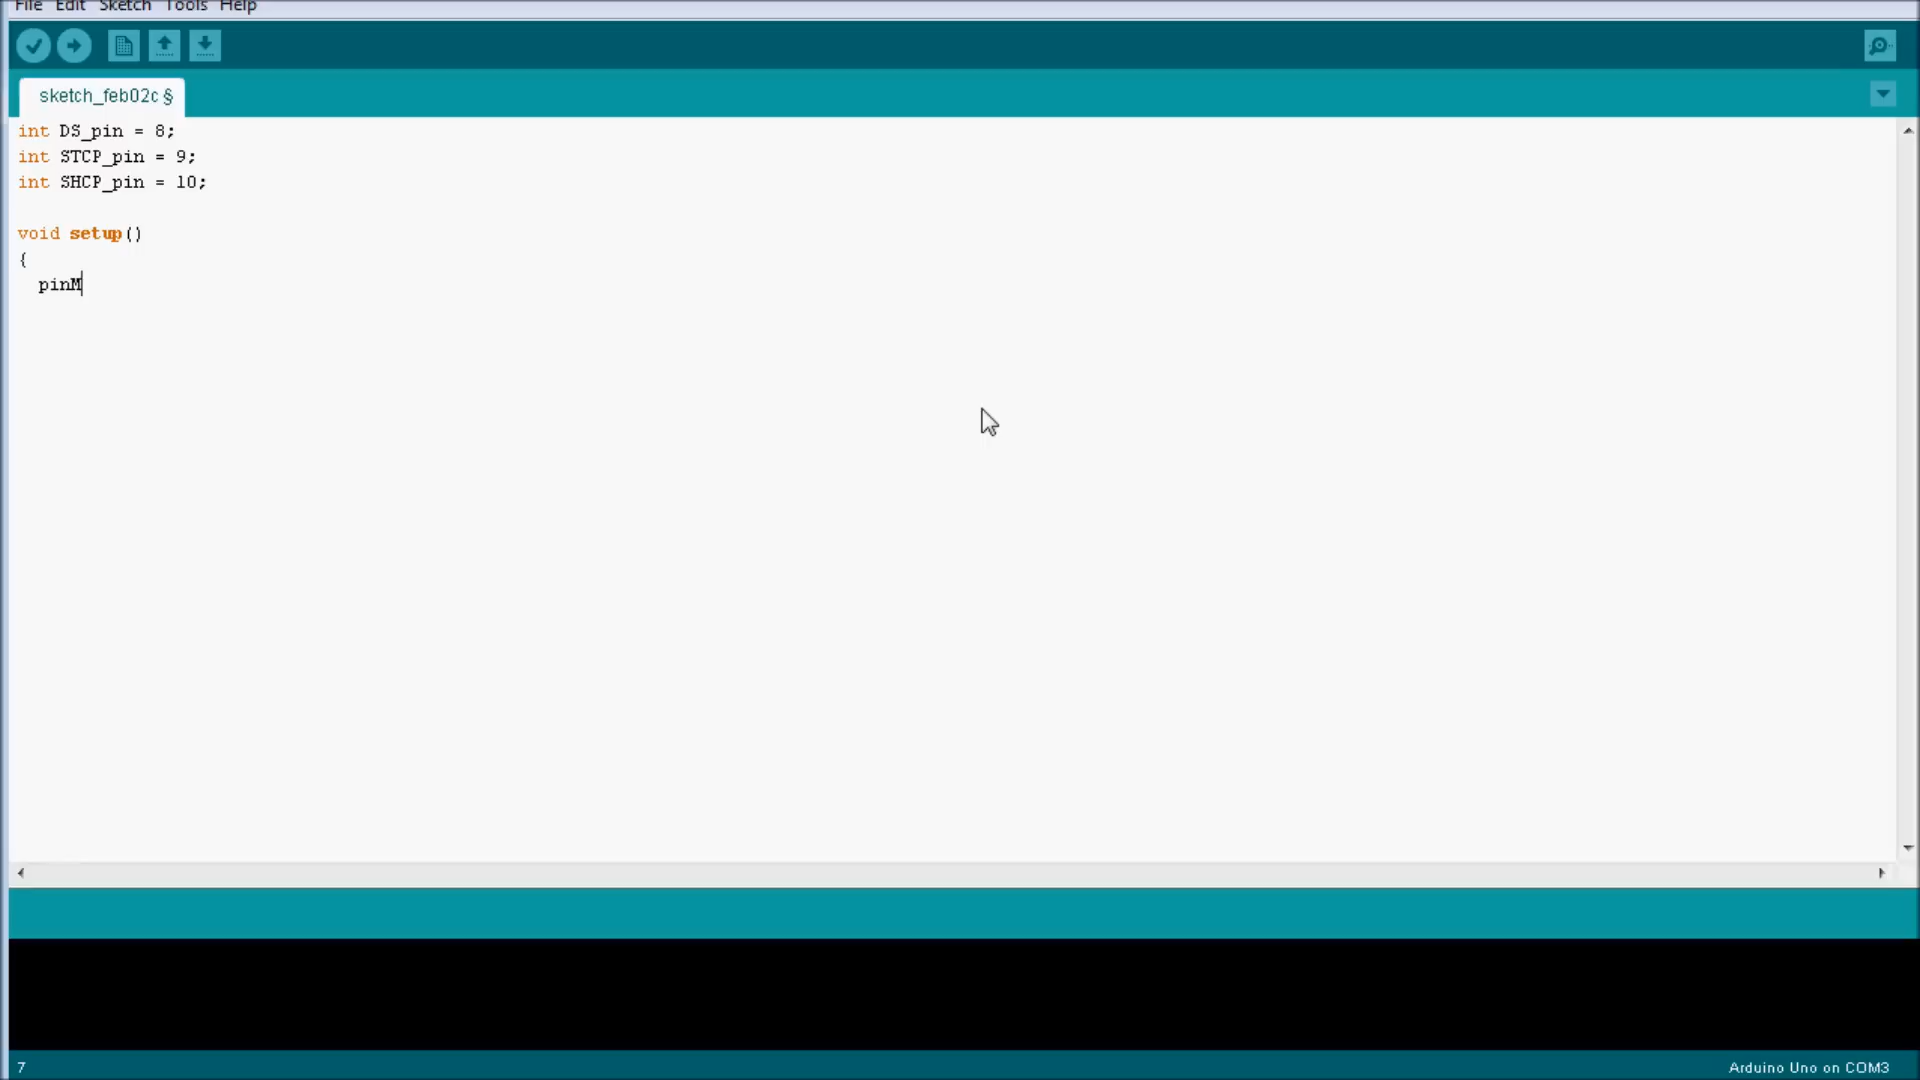 File Edit Sketch Tools Help
sketch_feb02c §
int DS_pin = 8;
int STCP_pin = 9;
int SHCP_pin = 10;
void setup()
{
pinM
7
Arduino Uno on COM3